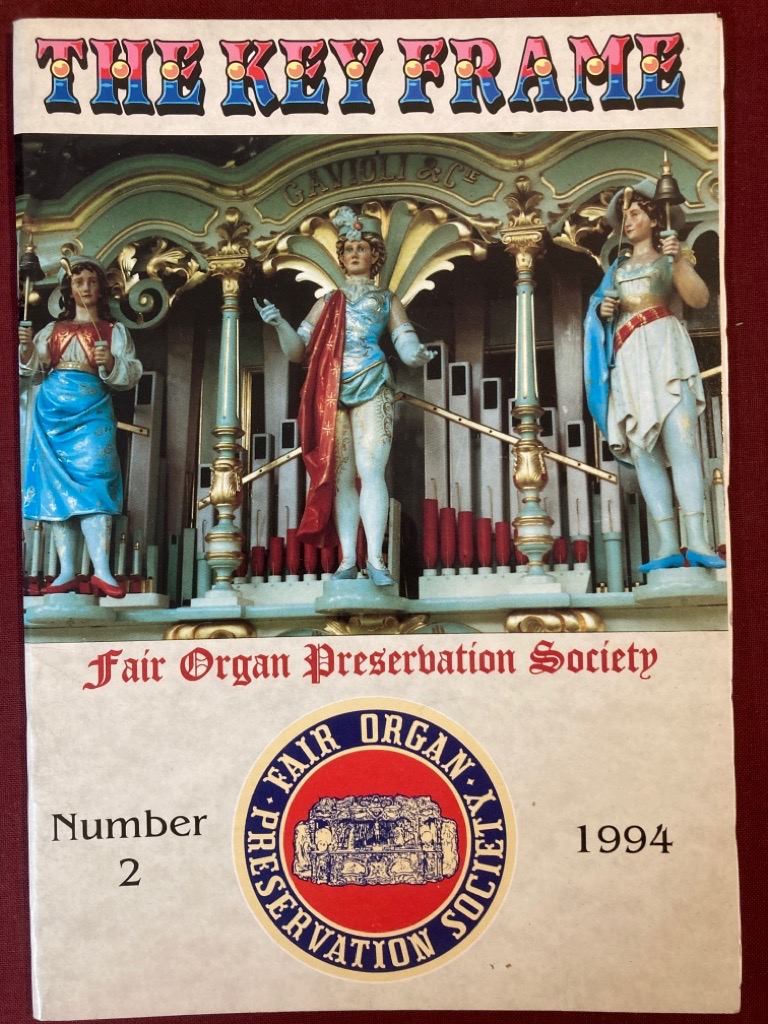 THE KEY FRAME
GAVIOLI & CIE
Fair Organ Preservation Society
· FAIR ORGAN ·
PRESERVATION SOCIETY
Number
2
1994